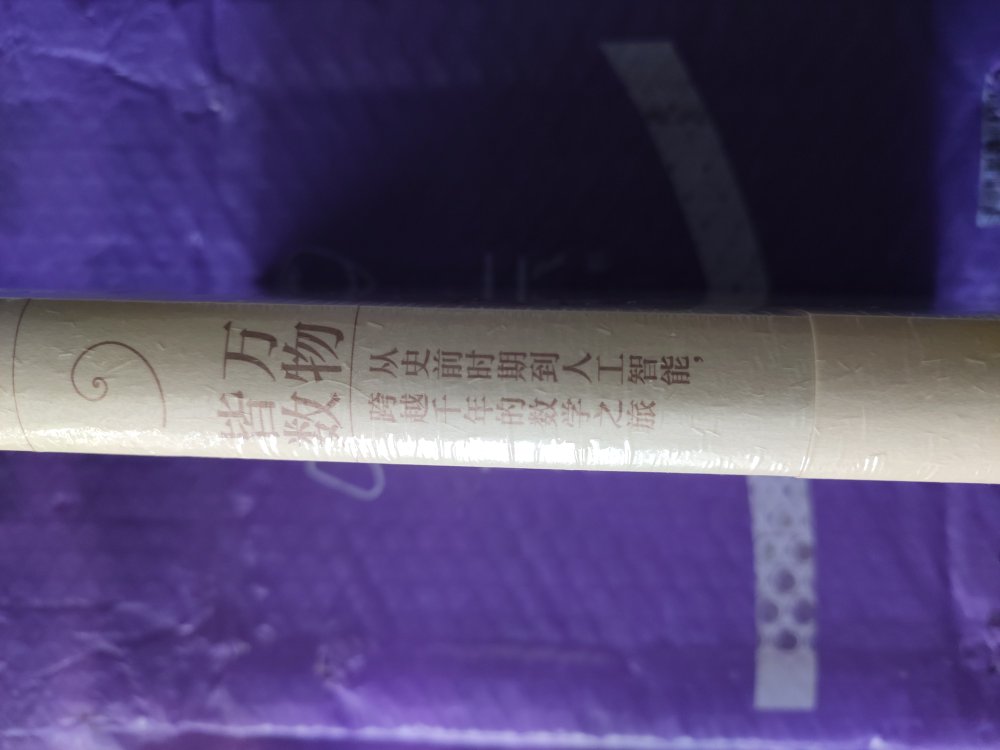 万物
皆数
从史前时期到人工智能，
跨越千年的数学之旅